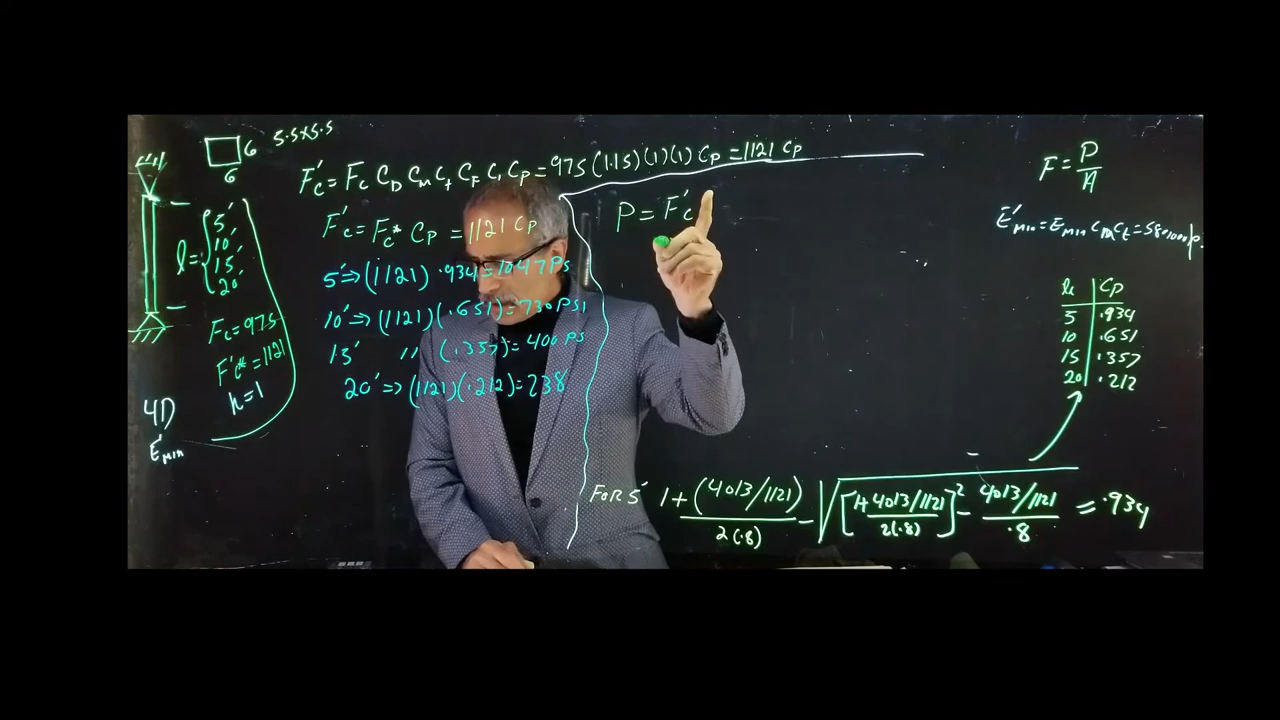 6
6
5.5x5.5
l = { 5'
10'
15'
20'
Fc = 975
F'c* = 1121
k=1
4D
E'min
F'c = Fc CD CM Ct CF Ci CP = 975 (1.15)(1)(1) CP = 1121 CP
F'c = Fc* CP = 1121 CP
5' ⇒ (1121) .934 = 1047 PSi
10' ⇒ (1121)(.651) = 730 PSi
15' // (.357) = 400 PSi
20' ⇒ (1121)(.212) = 238
P = F'c
F = P/A
E'min = Emin CM Ct = 580,000 p
le | CP
5 | .934
10 | .651
15 | .357
20 | .212
FOR 5' 1+(4013/1121) / 2(.8) - √([1+4013/1121 / 2(.8)]² - 4013/1121 / .8) = .934